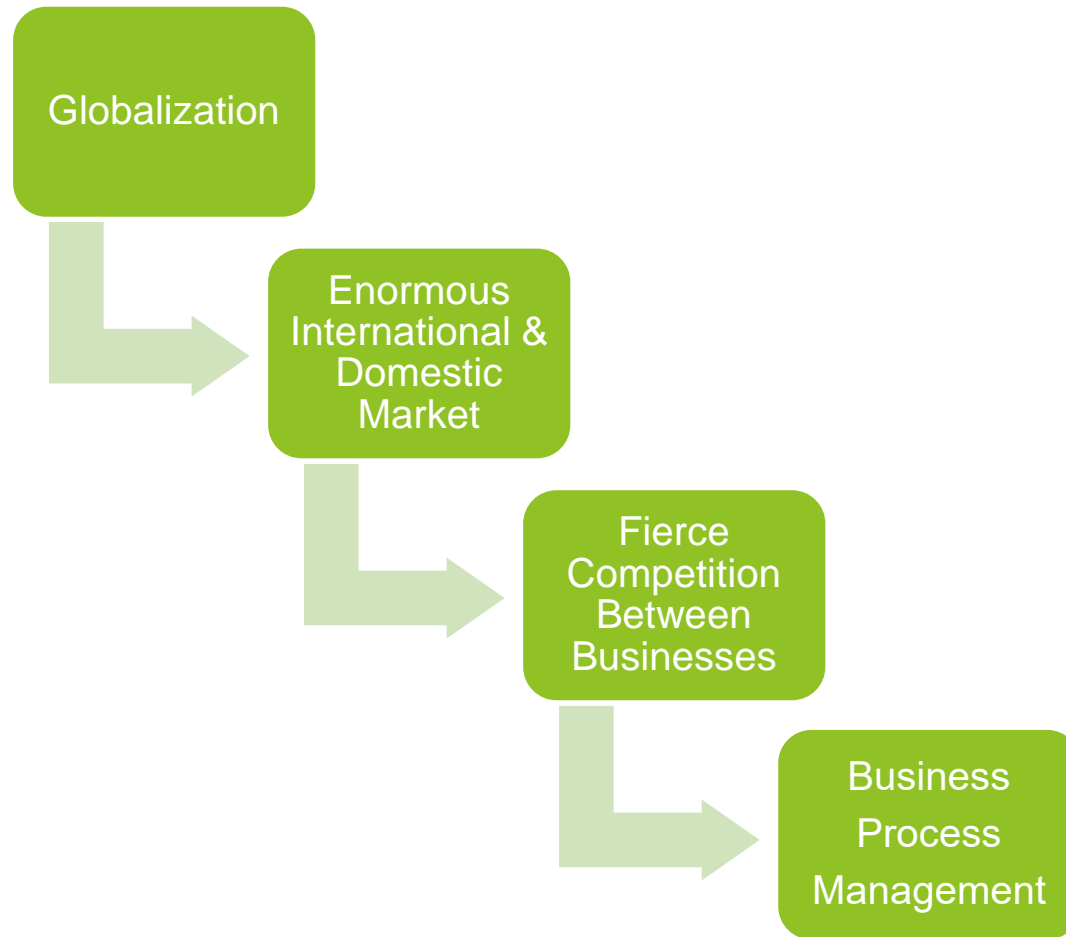 Globalization
Enormous
International &
Domestic
Market
Fierce
Competition
Between
Businesses
Business
Process
Management